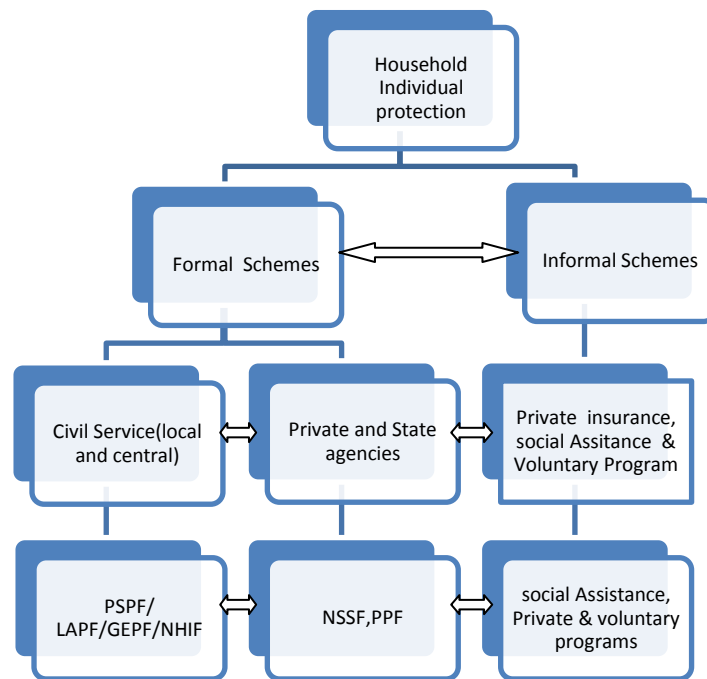 Household
Individual
protection
Formal Schemes
Informal Schemes
Civil Service(local
and central)
Private and State
agencies
Private insurance,
social Assitance &
Voluntary Program
PSPF/
LAPF/GEPF/NHIF
NSSF,PPF
social Assistance,
Private & voluntary
programs